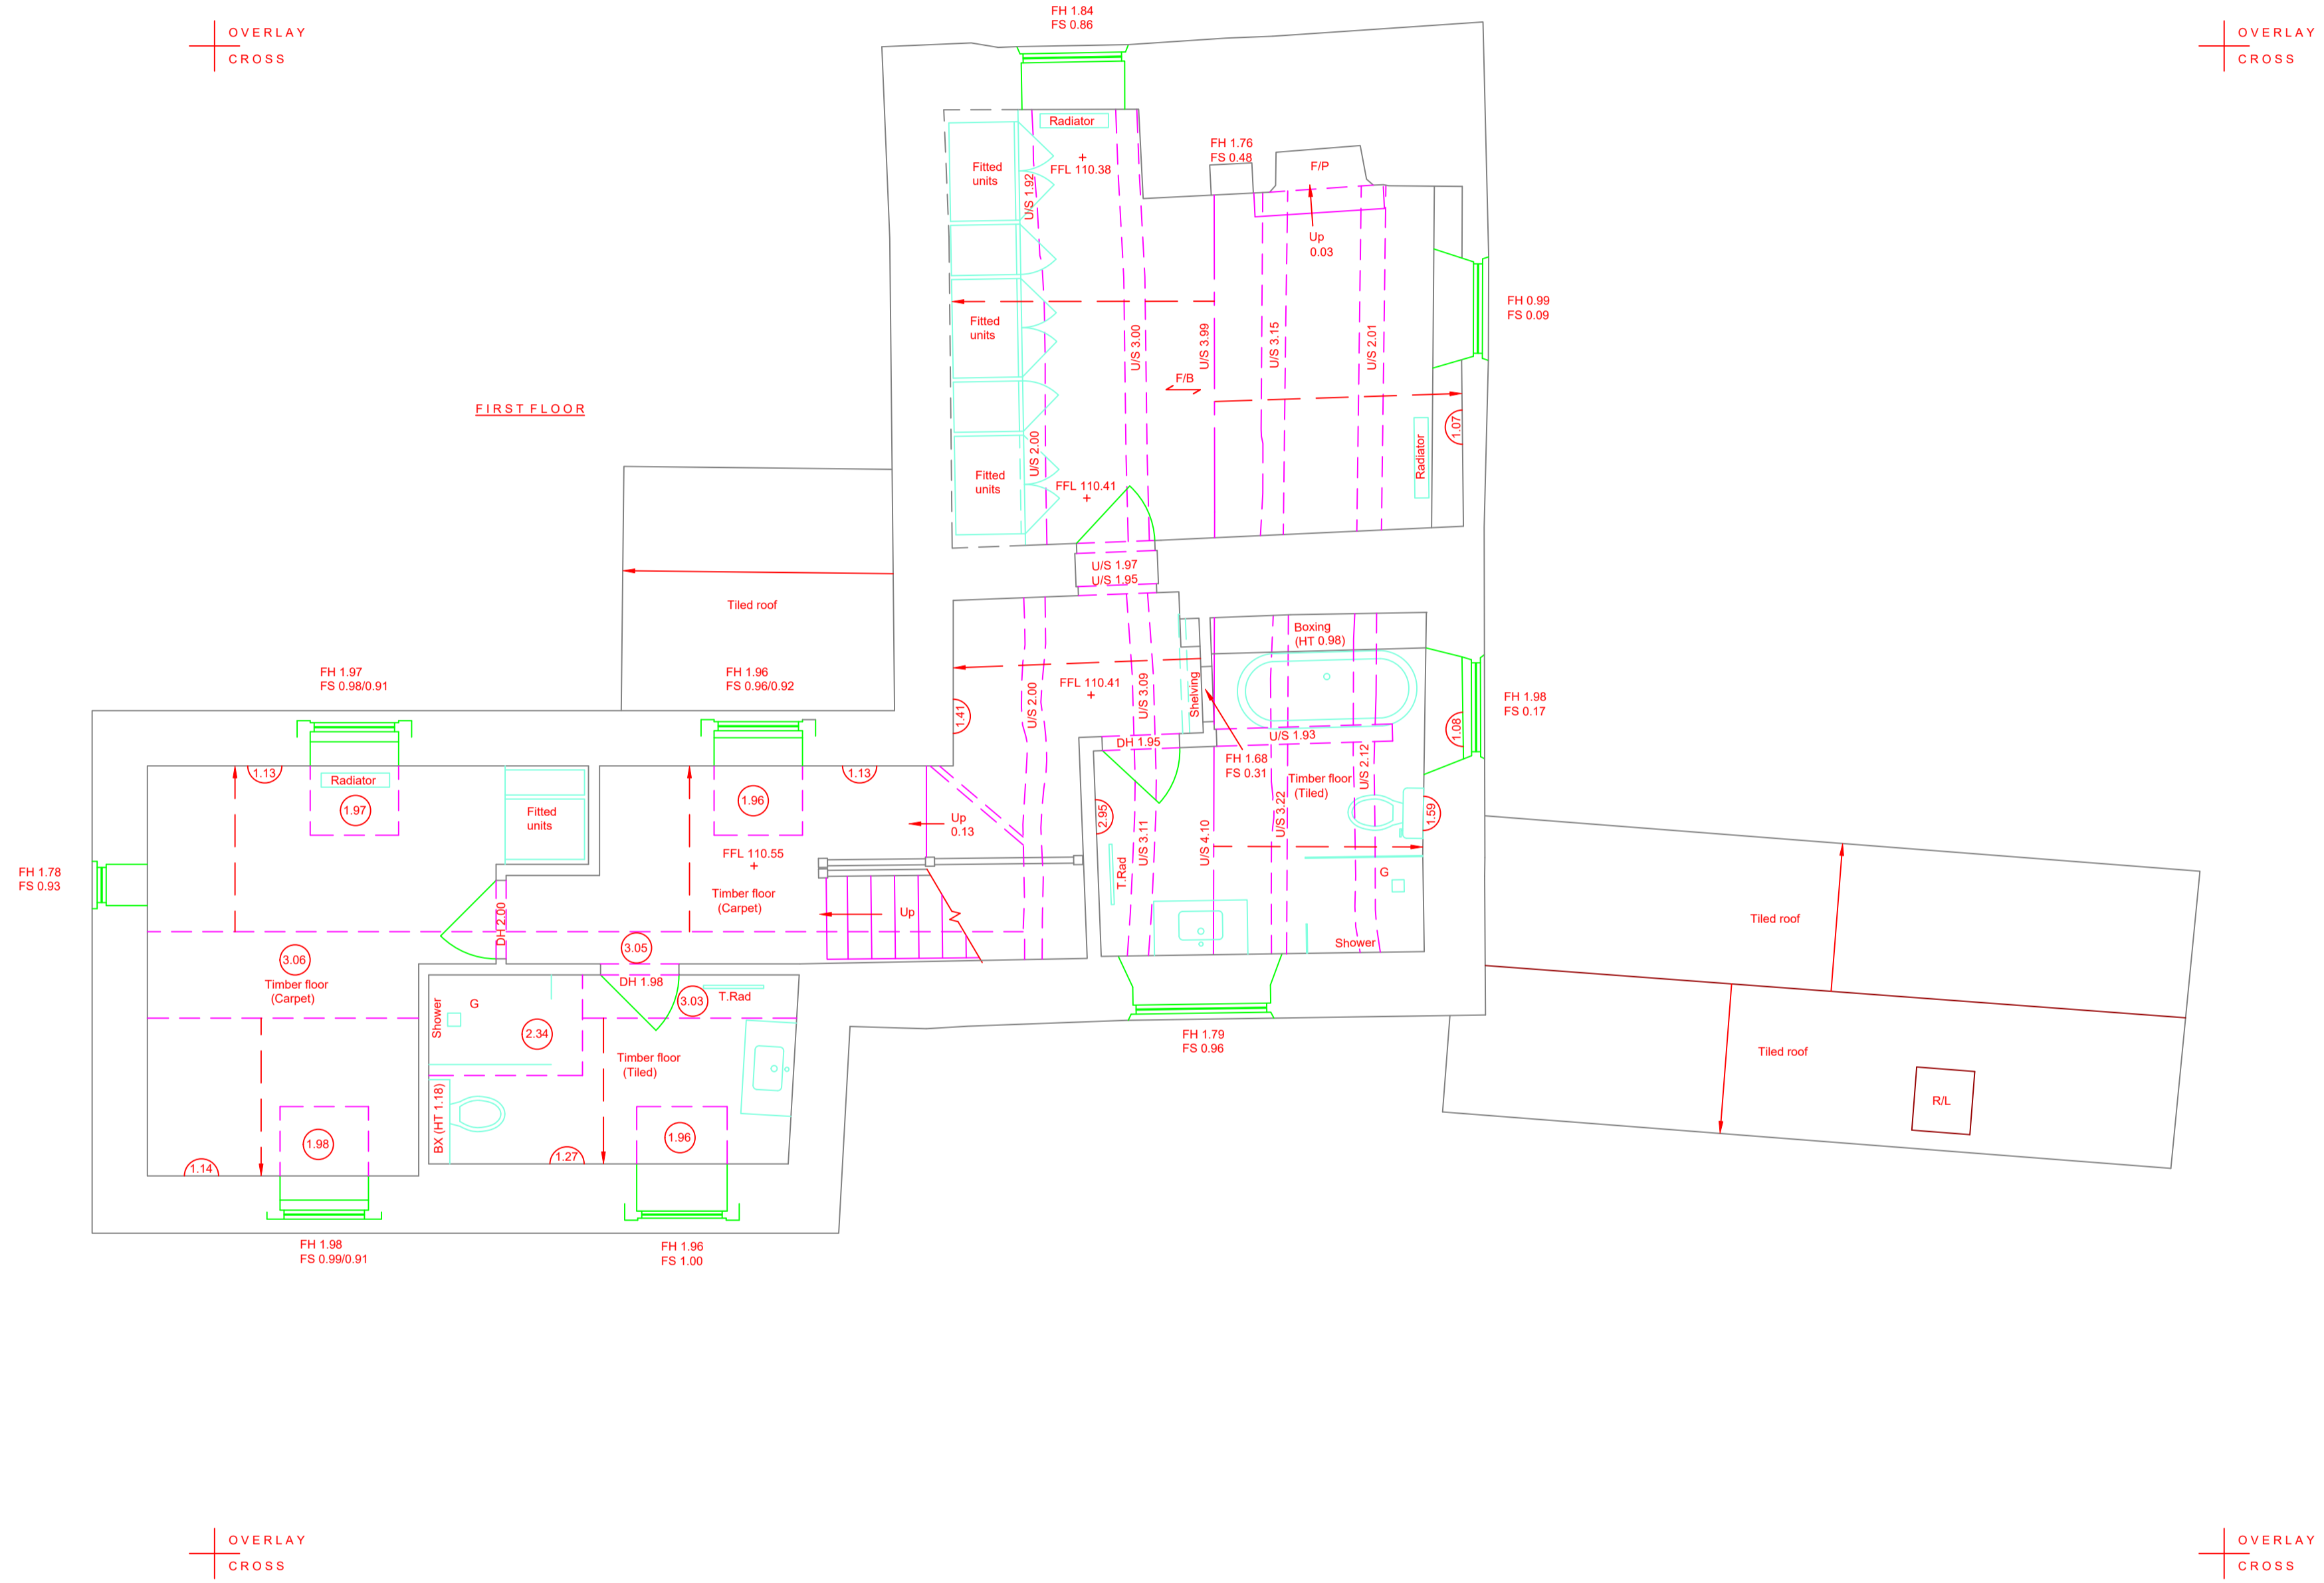 OVERLAY
CROSS
FH 1.84
FS 0.86
OVERLAY
CROSS
Radiator
FFL 110.38
Fitted
units
U/S 1.92
FH 1.76
FS 0.48
F/P
Up
0.03
FH 0.99
FS 0.09
Fitted
units
U/S 3.00
U/S 3.99
U/S 3.15
U/S 2.01
F/B
FIRST FLOOR
1.07
Radiator
U/S 2.00
Fitted
units
FFL 110.41
U/S 1.97
U/S 1.95
Tiled roof
Boxing
(HT 0.98)
FH 1.97
FS 0.98/0.91
FH 1.96
FS 0.96/0.92
FFL 110.41
1.41
U/S 2.00
U/S 3.09
Shelving
FH 1.98
FS 0.17
1.08
DH 1.95
U/S 1.93
FH 1.68
FS 0.31
U/S 2.12
Timber floor
(Tiled)
1.13
Radiator
1.97
Fitted
units
1.96
1.13
Up
0.13
2.95
U/S 3.11
U/S 4.10
U/S 3.22
1.59
T.Rad
G
FH 1.78
FS 0.93
FFL 110.55
Timber floor
(Carpet)
Up
DH 2.00
3.05
3.06
Timber floor
(Carpet)
Shower
Tiled roof
DH 1.98
3.03
T.Rad
Shower
G
2.34
Timber floor
(Tiled)
FH 1.79
FS 0.96
Tiled roof
R/L
BX (HT 1.18)
1.98
1.96
1.14
1.27
FH 1.98
FS 0.99/0.91
FH 1.96
FS 1.00
OVERLAY
CROSS
OVERLAY
CROSS